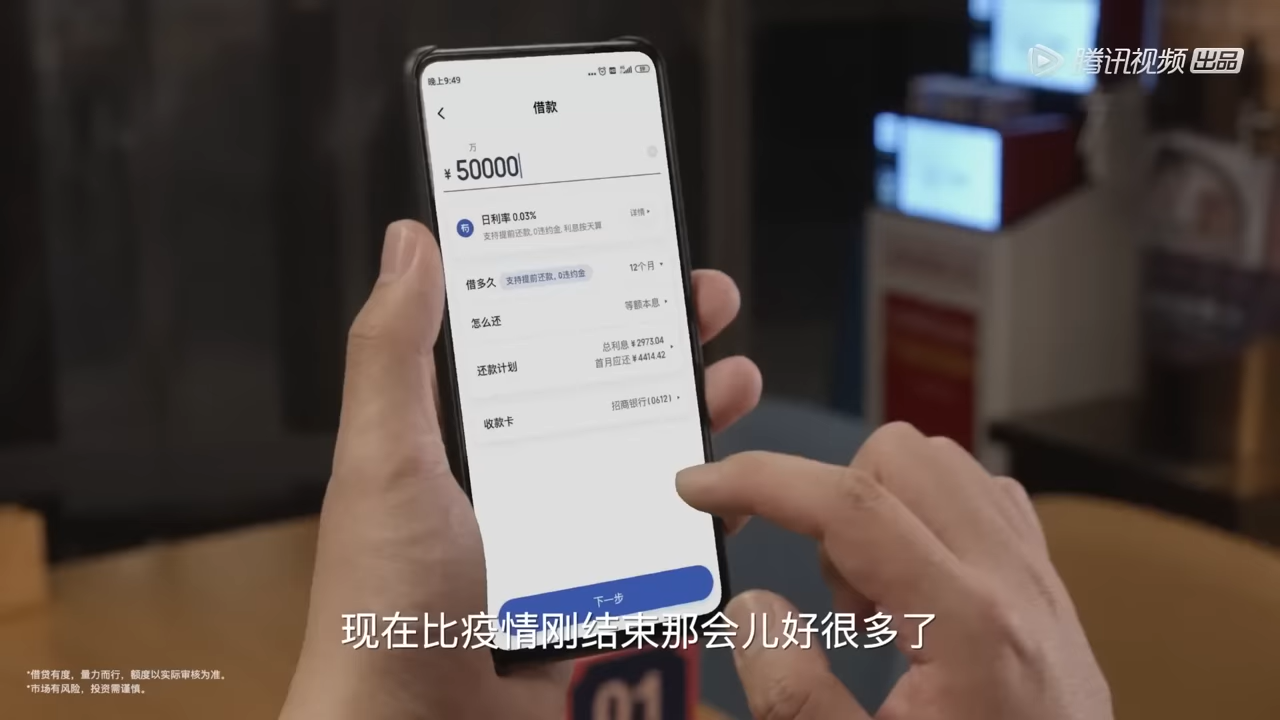 腾讯视频 出品
晚上9:49
借款
万
¥ 50000
日利率 0.03%
详情
支持提前还款, 0违约金, 利息按天算
借多久
支持提前还款, 0违约金
12个月
怎么还
等额本息
还款计划
总利息 ¥2973.04
首月应还 ¥4414.42
收款卡
招商银行(0612)
下一步
现在比疫情刚结束那会儿好很多了
*借贷有度，量力而行，额度以实际审核为准。
*市场有风险，投资需谨慎。
01